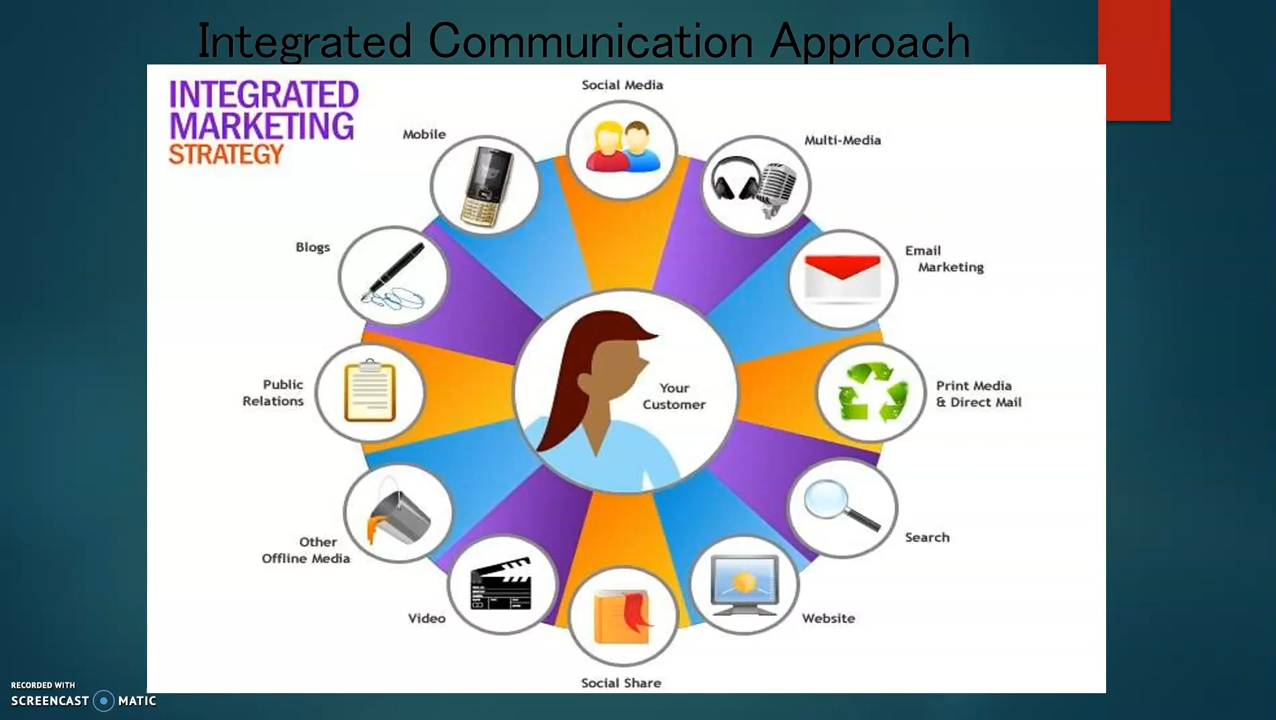 Integrated Communication Approach
INTEGRATED
MARKETING
STRATEGY
Social Media
Multi-Media
Email
Marketing
Print Media
& Direct Mail
Search
Website
Social Share
Video
Other
Offline Media
Public
Relations
Blogs
Mobile
Your
Customer
RECORDED WITH
SCREENCAST MATIC